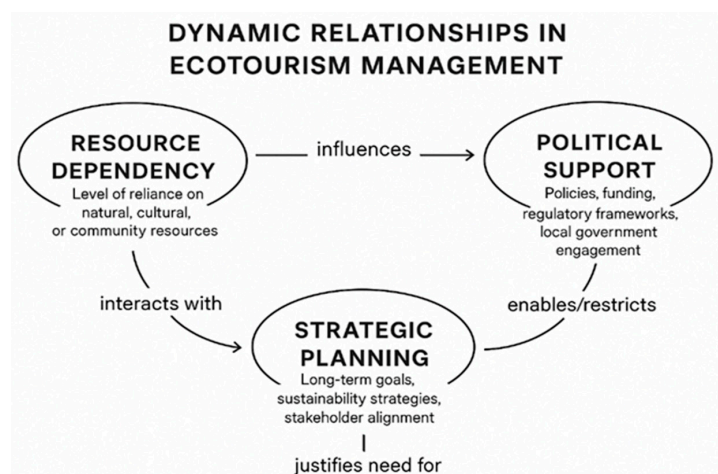 DYNAMIC RELATIONSHIPS IN
ECOTOURISM MANAGEMENT
RESOURCE
DEPENDENCY
Level of reliance on
natural, cultural,
or community resources
influences
POLITICAL
SUPPORT
Policies, funding,
regulatory frameworks,
local government
engagement
interacts with
enables/restricts
STRATEGIC
PLANNING
Long-term goals,
sustainability strategies,
stakeholder alignment
justifies need for